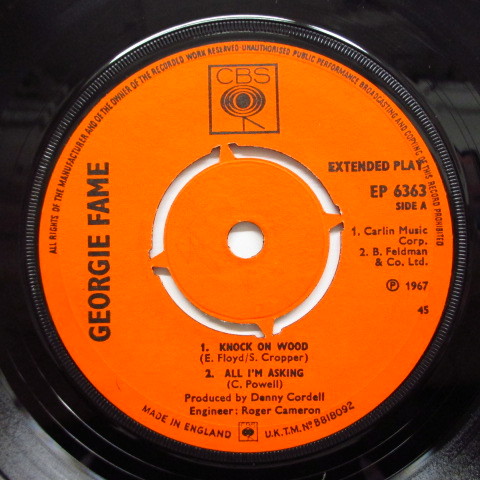 ALL RIGHTS OF THE MANUFACTURER AND OF THE OWNER OF THE RECORDED WORK RESERVED · UNAUTHORISED PUBLIC PERFORMANCE BROADCASTING AND COPYING OF THIS RECORD PROHIBITED
CBS
GEORGIE FAME
EXTENDED PLAY
EP 6363
SIDE A
1. Carlin Music
Corp.
2. B. Feldman
& Co. Ltd.
℗ 1967
45
1. KNOCK ON WOOD
(E. Floyd/S. Cropper)
2. ALL I'M ASKING
(C. Powell)
Produced by Denny Cordell
Engineer: Roger Cameron
MADE IN ENGLAND U.K.T.M. Nº 8818092